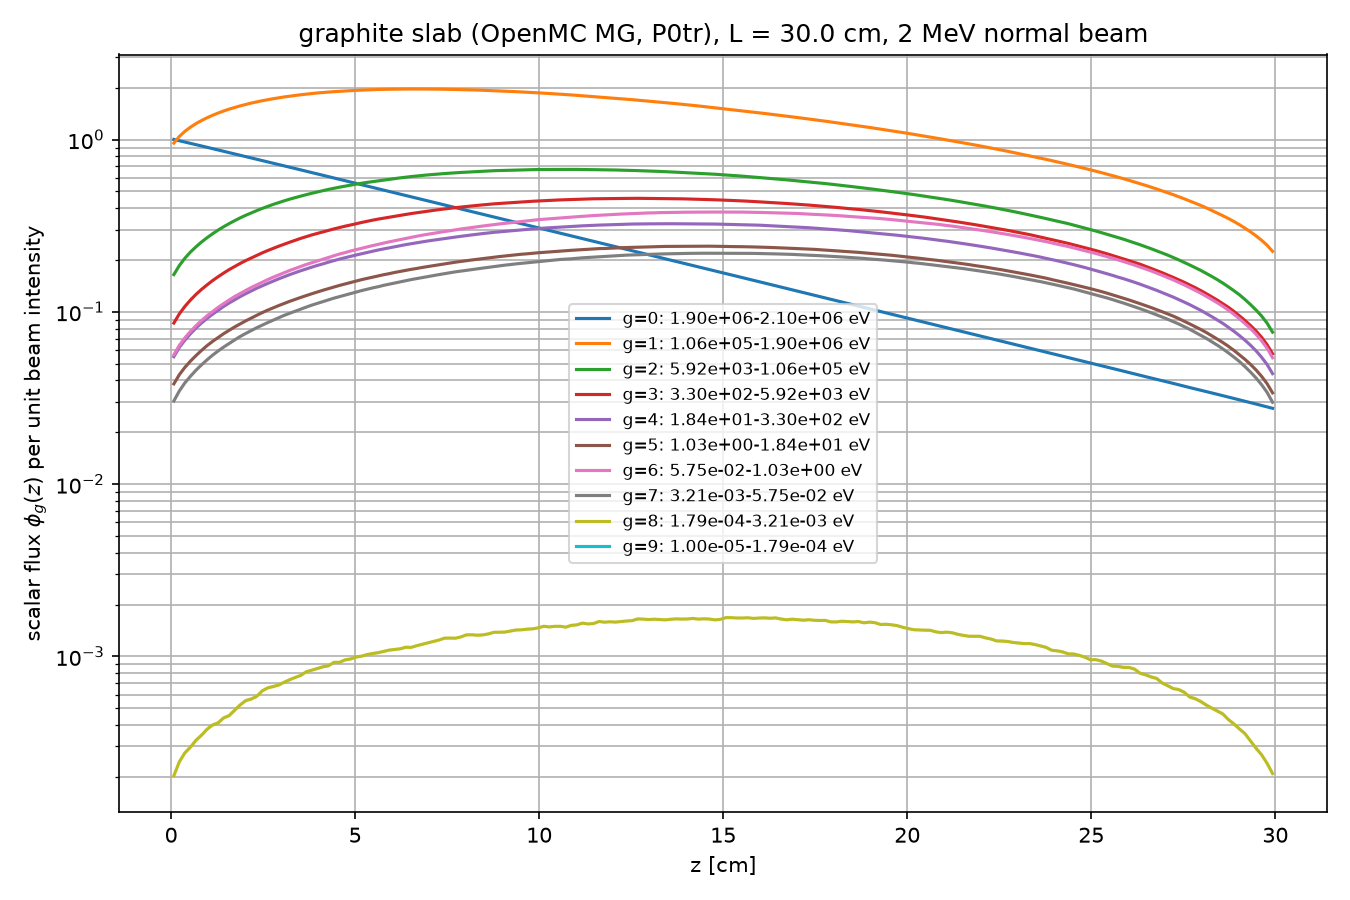 graphite slab (OpenMC MG, P0tr), L = 30.0 cm, 2 MeV normal beam
scalar flux ϕ_g(z) per unit beam intensity
10⁰
10⁻¹
10⁻²
10⁻³
g=0: 1.90e+06-2.10e+06 eV
g=1: 1.06e+05-1.90e+06 eV
g=2: 5.92e+03-1.06e+05 eV
g=3: 3.30e+02-5.92e+03 eV
g=4: 1.84e+01-3.30e+02 eV
g=5: 1.03e+00-1.84e+01 eV
g=6: 5.75e-02-1.03e+00 eV
g=7: 3.21e-03-5.75e-02 eV
g=8: 1.79e-04-3.21e-03 eV
g=9: 1.00e-05-1.79e-04 eV
0 5 10 15 20 25 30
z [cm]